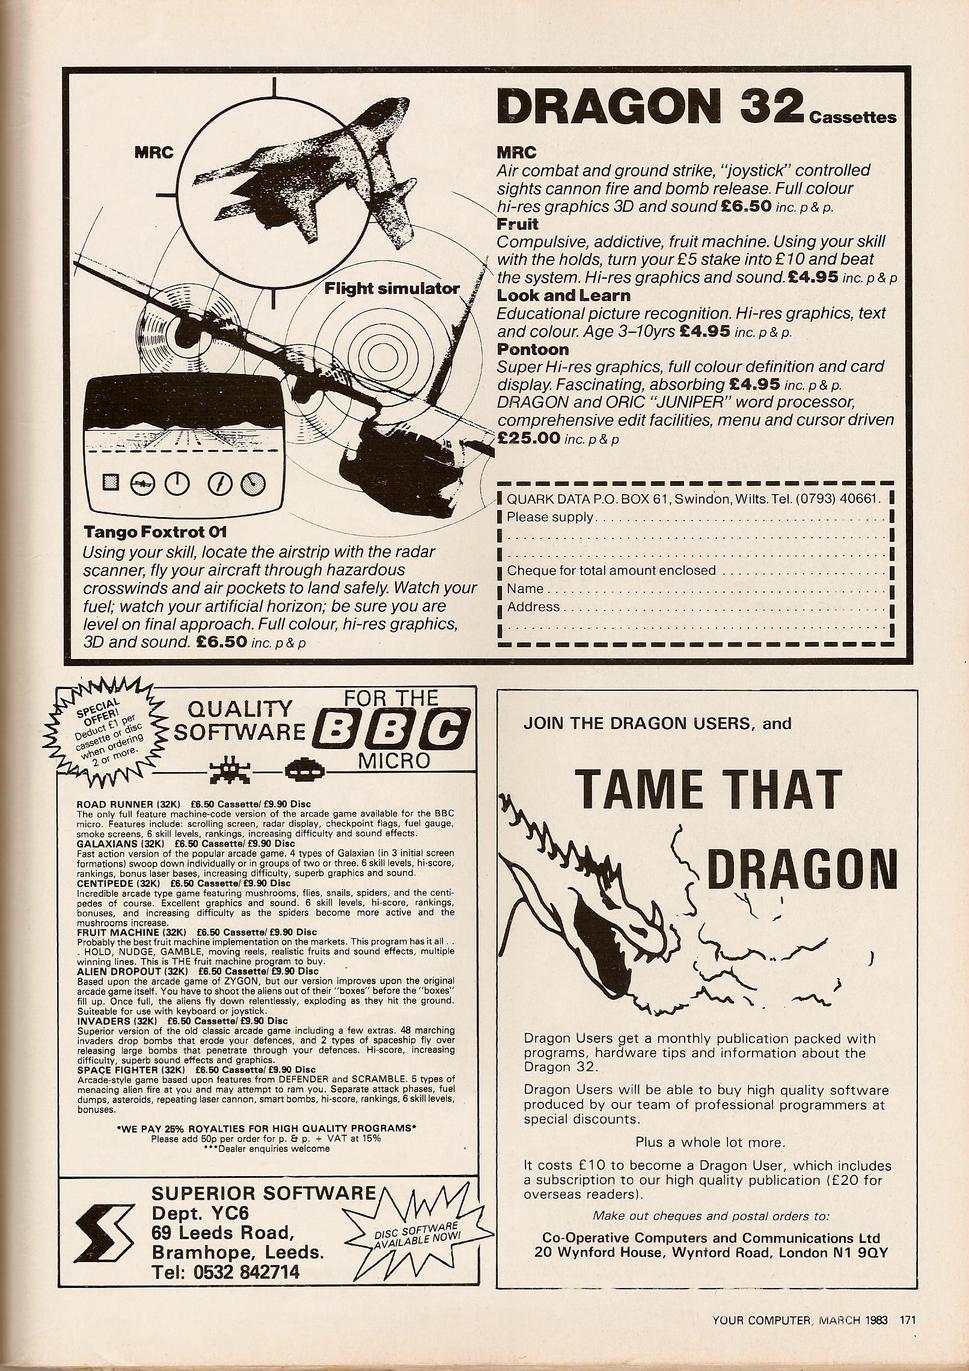 DRAGON 32 Cassettes
MRC
Flight simulator
MRC
Air combat and ground strike, "joystick" controlled
sights cannon fire and bomb release. Full colour
hi-res graphics 3D and sound £6.50 inc. p & p.
Fruit
Compulsive, addictive, fruit machine. Using your skill
with the holds, turn your £5 stake into £10 and beat
the system. Hi-res graphics and sound. £4.95 inc. p & p
Look and Learn
Educational picture recognition. Hi-res graphics, text
and colour. Age 3–10yrs £4.95 inc. p & p.
Pontoon
Super Hi-res graphics, full colour definition and card
display. Fascinating, absorbing £4.95 inc. p & p.
DRAGON and ORIC "JUNIPER" word processor,
comprehensive edit facilities, menu and cursor driven
£25.00 inc. p & p
Tango Foxtrot 01
Using your skill, locate the airstrip with the radar
scanner, fly your aircraft through hazardous
crosswinds and air pockets to land safely. Watch your
fuel; watch your artificial horizon; be sure you are
level on final approach. Full colour, hi-res graphics,
3D and sound. £6.50 inc. p & p
QUARK DATA P.O. BOX 61, Swindon, Wilts. Tel. (0793) 40661.
Please supply
Cheque for total amount enclosed
Name
Address
SPECIAL
OFFER!
Deduct £1 per
cassette or disc
when ordering
2 or more.
QUALITY
SOFTWARE
FOR THE
BBC
MICRO
ROAD RUNNER (32K) £6.50 Cassette/ £9.90 Disc
The only full feature machine-code version of the arcade game available for the BBC
micro. Features include: scrolling screen, radar display, checkpoint flags, fuel gauge,
smoke screens, 6 skill levels, rankings, increasing difficulty and sound effects.
GALAXIANS (32K) £6.50 Cassette/ £9.90 Disc
Fast action version of the popular arcade game. 4 types of Galaxian (in 3 initial screen
formations) swoop down individually or in groups of two or three. 6 skill levels, hi-score,
rankings, bonus laser bases, increasing difficulty, superb graphics and sound.
CENTIPEDE (32K) £6.50 Cassette/ £9.90 Disc
Incredible arcade type game featuring mushrooms, flies, snails, spiders, and the centi-
pedes of course. Excellent graphics and sound. 6 skill levels, hi-score, rankings,
bonuses, and increasing difficulty as the spiders become more active and the
mushrooms increase.
FRUIT MACHINE (32K) £6.50 Cassette/ £9.90 Disc
Probably the best fruit machine implementation on the markets. This program has it all . .
. HOLD, NUDGE, GAMBLE, moving reels, realistic fruits and sound effects, multiple
winning lines. This is THE fruit machine program to buy.
ALIEN DROPOUT (32K) £6.50 Cassette/ £9.90 Disc
Based upon the arcade game of ZYGON, but our version improves upon the original
arcade game itself. You have to shoot the aliens out of their "boxes" before the "boxes"
fill up. Once full, the aliens fly down relentlessly, exploding as they hit the ground.
Suiteable for use with keyboard or joystick.
INVADERS (32K) £6.50 Cassette/ £9.90 Disc
Superior version of the old classic arcade game including a few extras. 48 marching
invaders drop bombs that erode your defences, and 2 types of spaceship fly over
releasing large bombs that penetrate through your defences. Hi-score, increasing
difficulty, superb sound effects and graphics.
SPACE FIGHTER (32K) £6.50 Cassette/ £9.90 Disc
Arcade-style game based upon features from DEFENDER and SCRAMBLE. 5 types of
menacing alien fire at you and may attempt to ram you. Separate attack phases, fuel
dumps, asteroids, repeating laser cannon, smart bombs, hi-score, rankings, 6 skill levels,
bonuses.
*WE PAY 25% ROYALTIES FOR HIGH QUALITY PROGRAMS*
Please add 50p per order for p. & p. + VAT at 15%
***Dealer enquiries welcome
SUPERIOR SOFTWARE
Dept. YC6
69 Leeds Road,
Bramhope, Leeds.
Tel: 0532 842714
DISC SOFTWARE
AVAILABLE NOW!
JOIN THE DRAGON USERS, and
TAME THAT
DRAGON
Dragon Users get a monthly publication packed with
programs, hardware tips and information about the
Dragon 32.
Dragon Users will be able to buy high quality software
produced by our team of professional programmers at
special discounts.
Plus a whole lot more.
It costs £10 to become a Dragon User, which includes
a subscription to our high quality publication (£20 for
overseas readers).
Make out cheques and postal orders to:
Co-Operative Computers and Communications Ltd
20 Wynford House, Wynford Road, London N1 9QY
YOUR COMPUTER, MARCH 1983 171